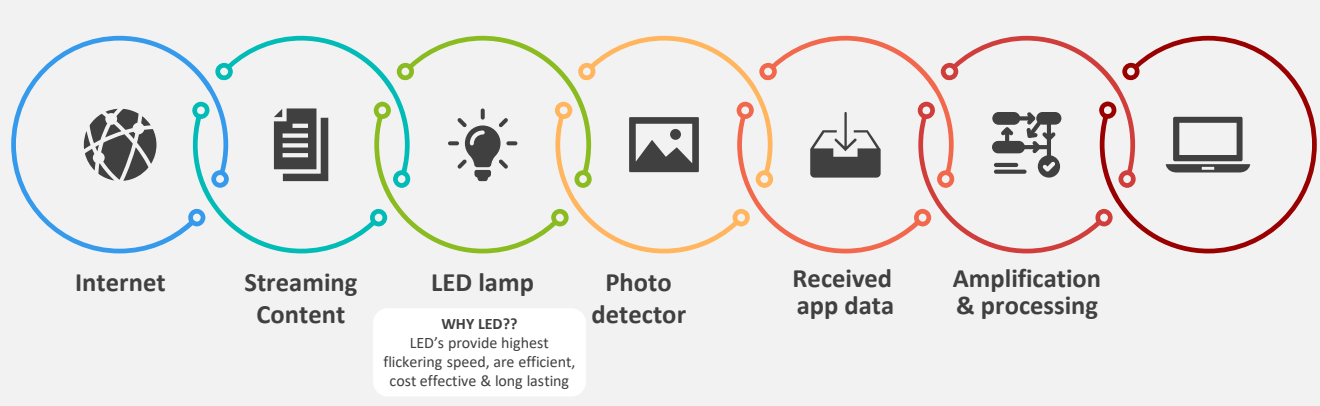 Internet
Streaming
Content
LED lamp
WHY LED??
LED's provide highest
flickering speed, are efficient,
cost effective & long lasting
Photo
detector
Received
app data
Amplification
& processing